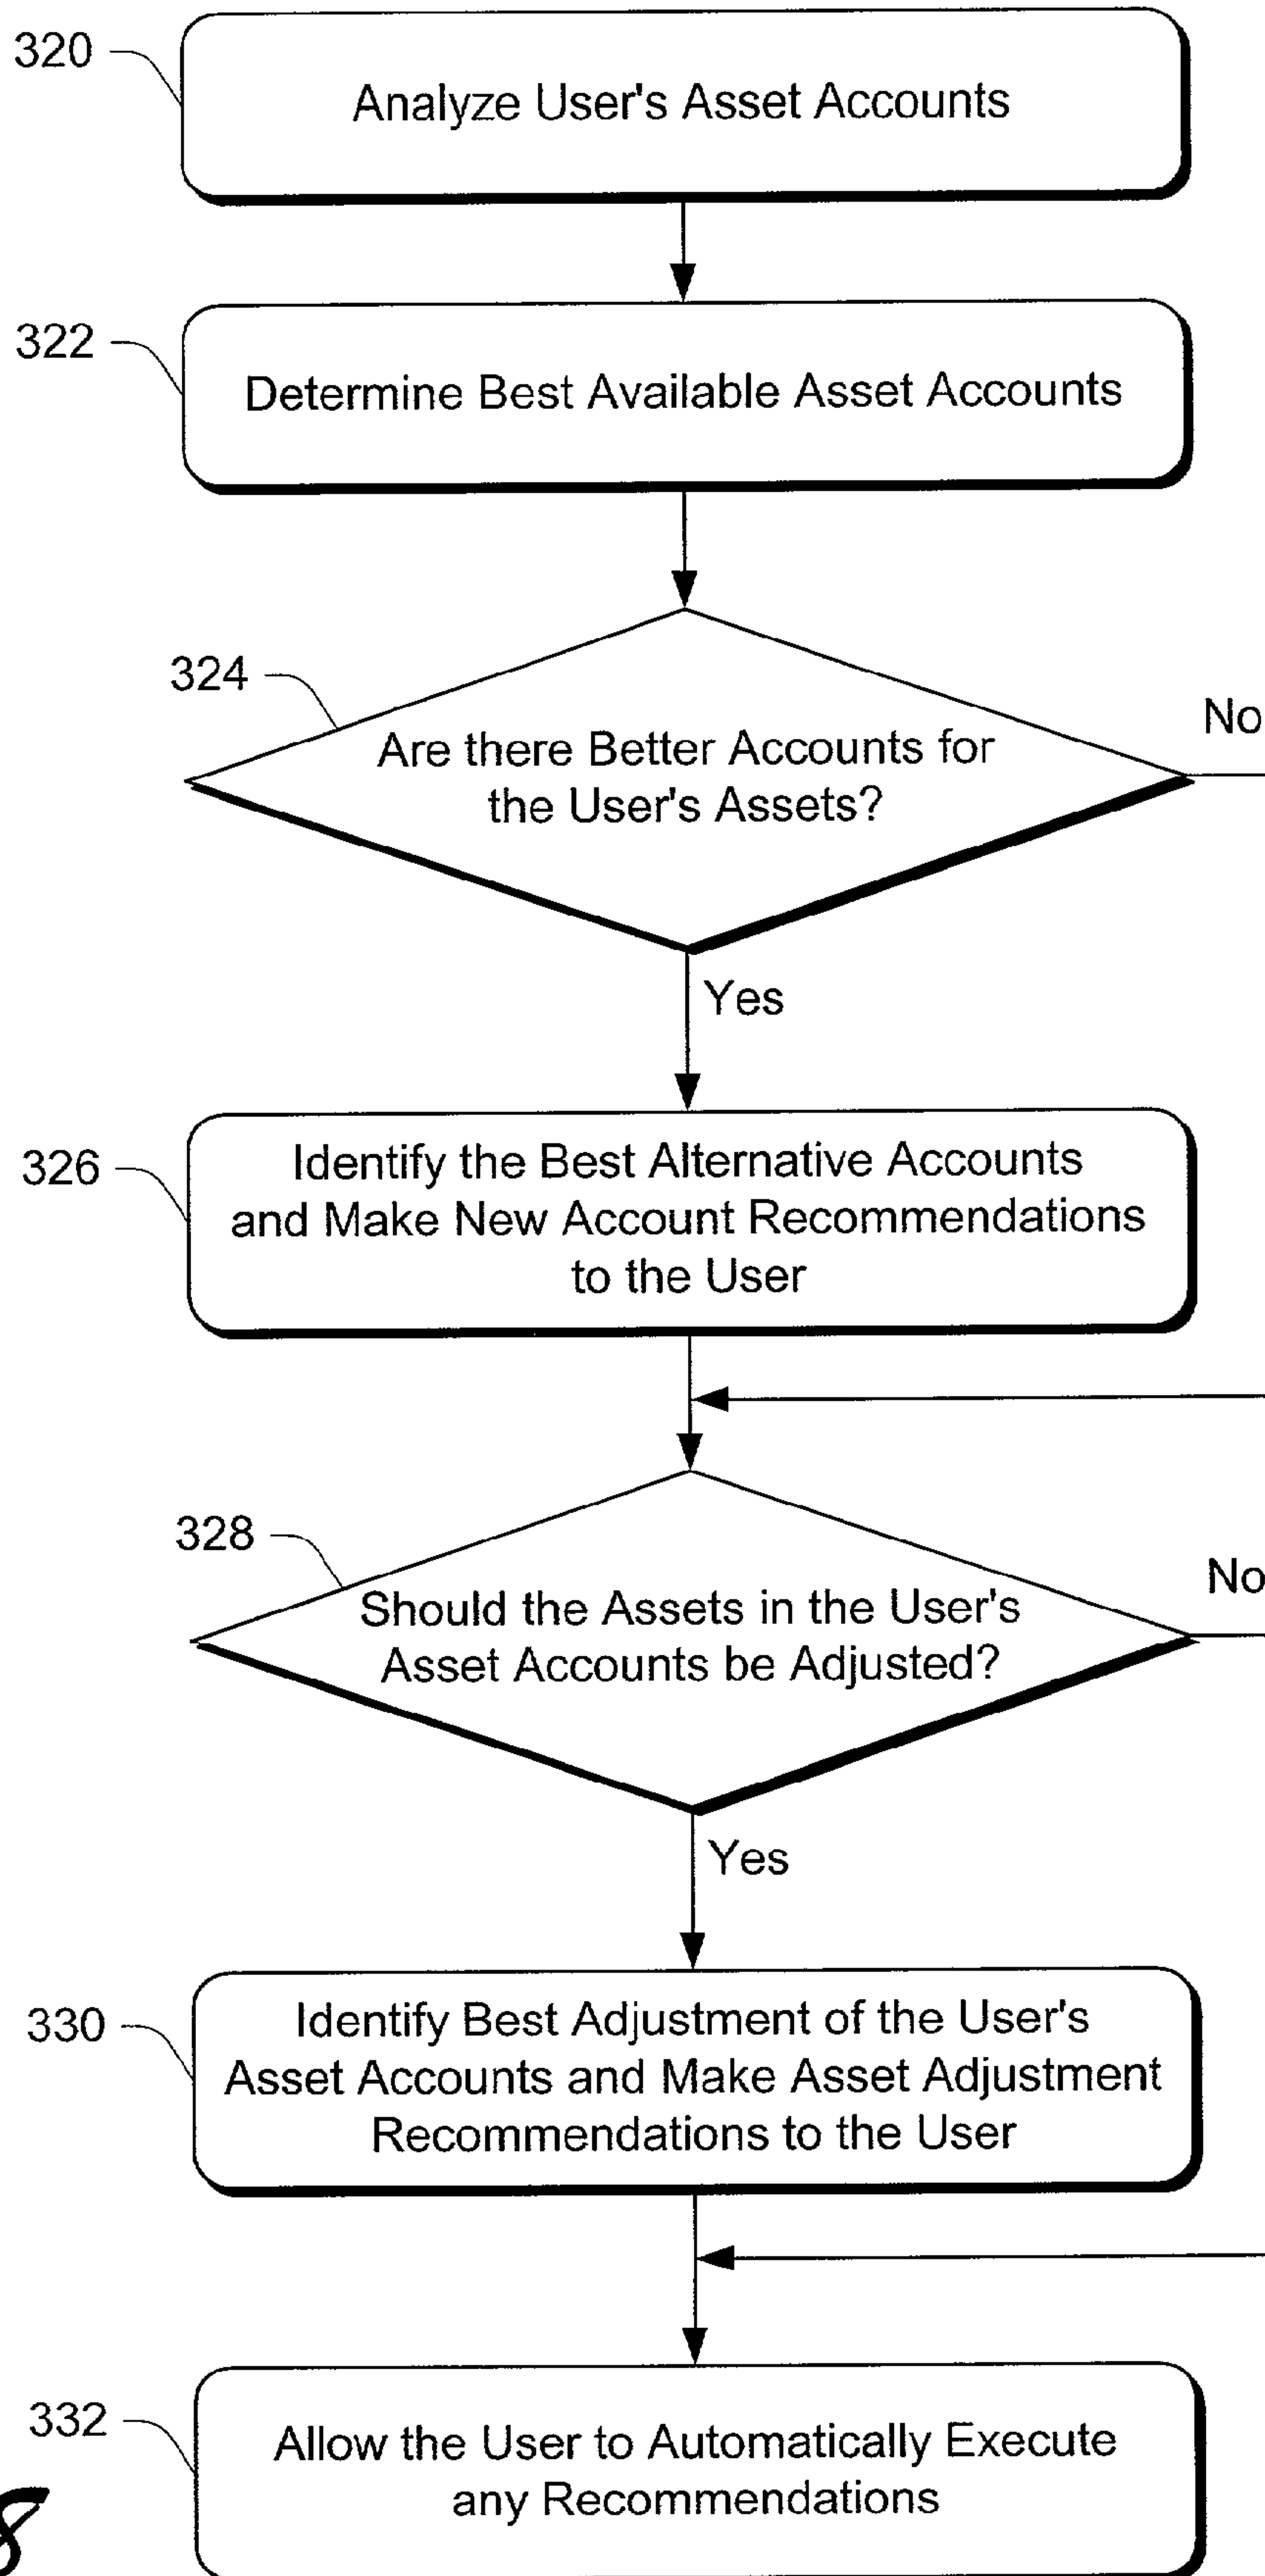 320
Analyze User's Asset Accounts
322
Determine Best Available Asset Accounts
324
Are there Better Accounts for
the User's Assets?
No
Yes
326
Identify the Best Alternative Accounts
and Make New Account Recommendations
to the User
328
Should the Assets in the User's
Asset Accounts be Adjusted?
No
Yes
330
Identify Best Adjustment of the User's
Asset Accounts and Make Asset Adjustment
Recommendations to the User
332
Allow the User to Automatically Execute
any Recommendations
8